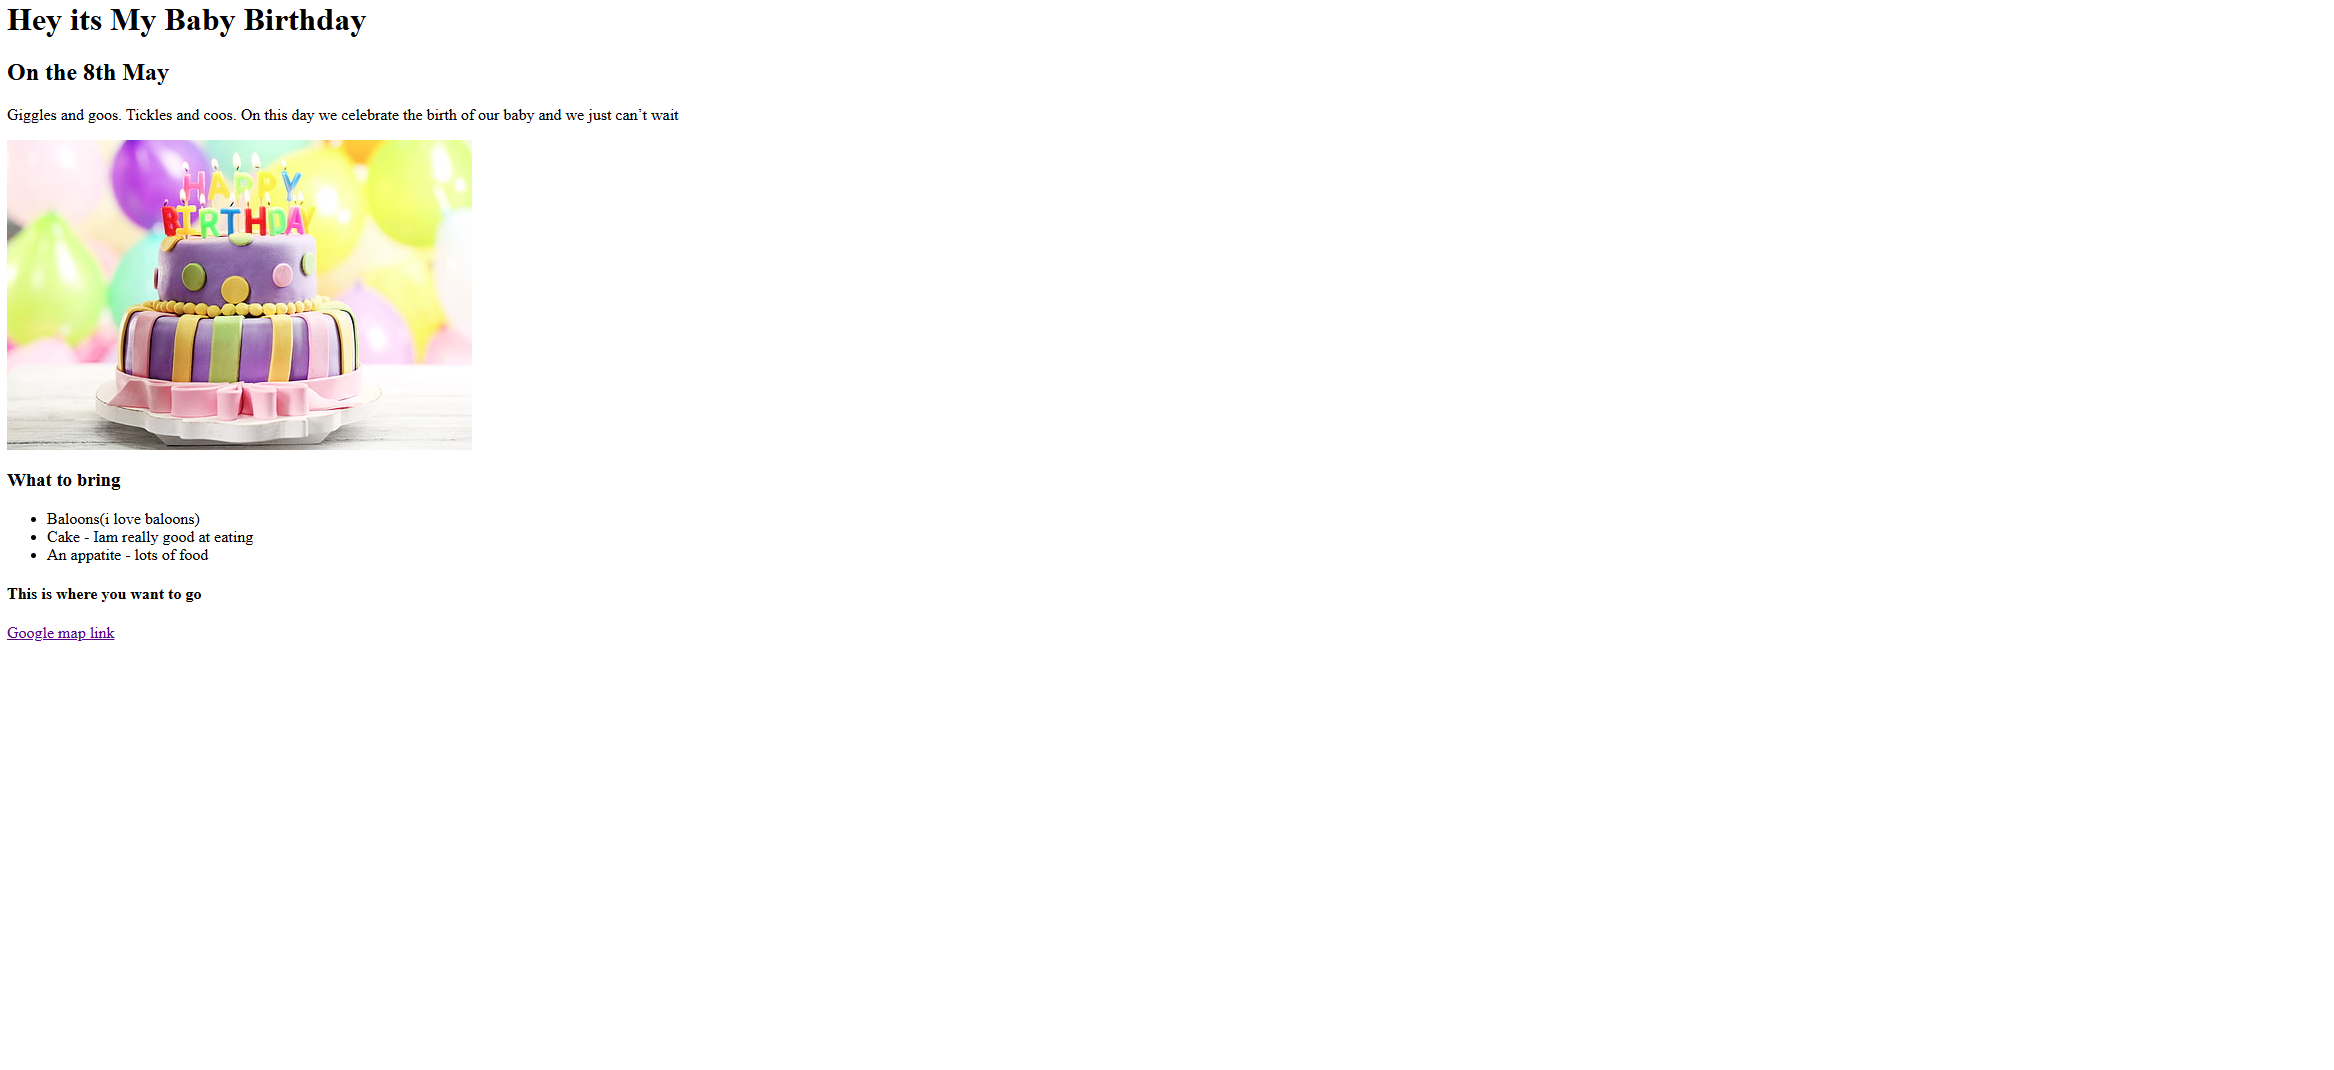 Hey its My Baby Birthday
On the 8th May
Giggles and goos. Tickles and coos. On this day we celebrate the birth of our baby and we just can't wait
HAPPY
BIRTHDAY
What to bring
Baloons(i love baloons)
Cake - Iam really good at eating
An appatite - lots of food
This is where you want to go
Google map link